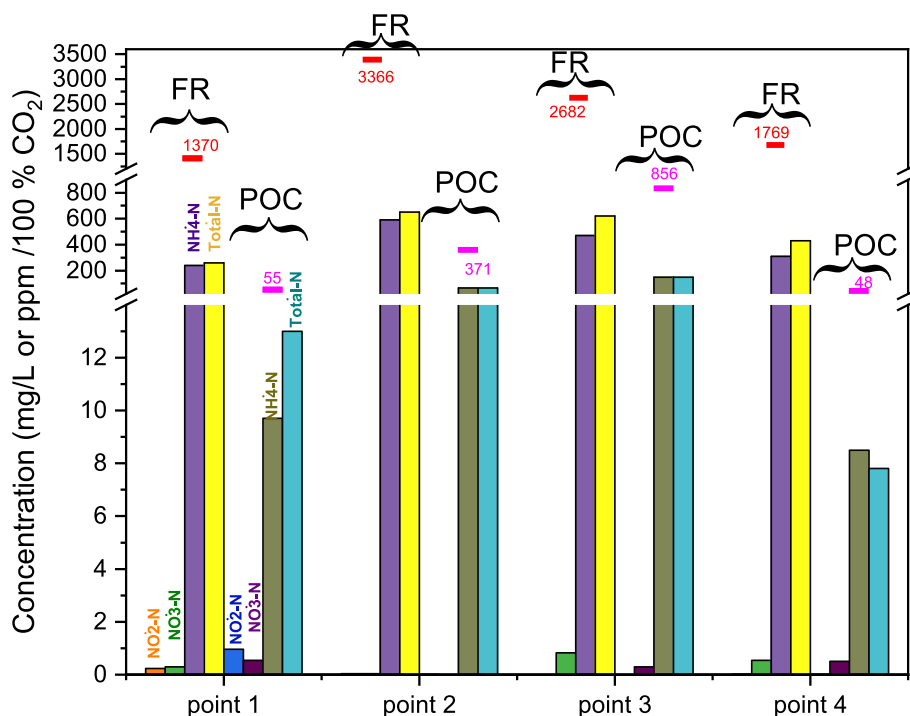 Concentration (mg/L or ppm /100 % CO₂)
3500
3000
2500
2000
1500
800
600
400
200
12
10
8
6
4
2
0
FR
1370
NH4-N
Total-N
POC
55
Total-N
NH4-N
NO2-N
NO3-N
NO2-N
NO3-N
FR
3366
POC
371
FR
2682
POC
856
FR
1769
POC
48
point 1
point 2
point 3
point 4